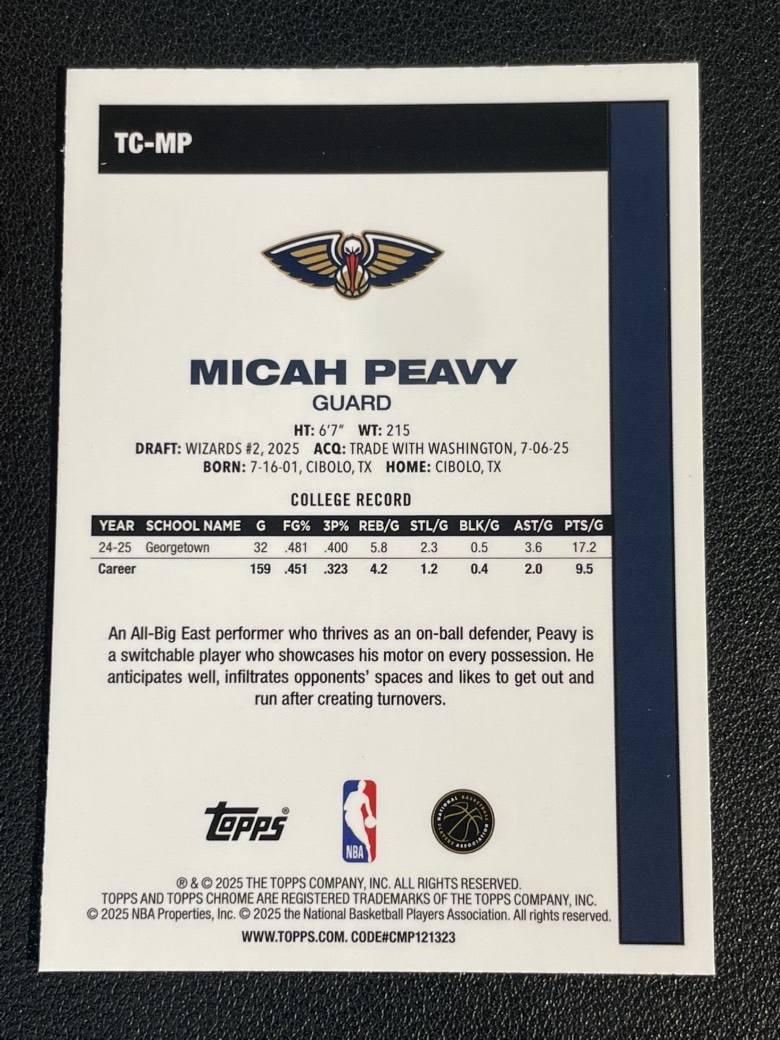 TC-MP
MICAH PEAVY
GUARD
HT: 6'7" WT: 215
DRAFT: WIZARDS #2, 2025 ACQ: TRADE WITH WASHINGTON, 7-06-25
BORN: 7-16-01, CIBOLO, TX HOME: CIBOLO, TX
COLLEGE RECORD
YEAR SCHOOL NAME G FG% 3P% REB/G STL/G BLK/G AST/G PTS/G
24-25 Georgetown 32 .481 .400 5.8 2.3 0.5 3.6 17.2
Career 159 .451 .323 4.2 1.2 0.4 2.0 9.5
An All-Big East performer who thrives as an on-ball defender, Peavy is
a switchable player who showcases his motor on every possession. He
anticipates well, infiltrates opponents' spaces and likes to get out and
run after creating turnovers.
topps®
NBA
NATIONAL BASKETBALL PLAYERS ASSOCIATION
® & © 2025 THE TOPPS COMPANY, INC. ALL RIGHTS RESERVED.
TOPPS AND TOPPS CHROME ARE REGISTERED TRADEMARKS OF THE TOPPS COMPANY, INC.
© 2025 NBA Properties, Inc. © 2025 the National Basketball Players Association. All rights reserved.
WWW.TOPPS.COM. CODE#CMP121323